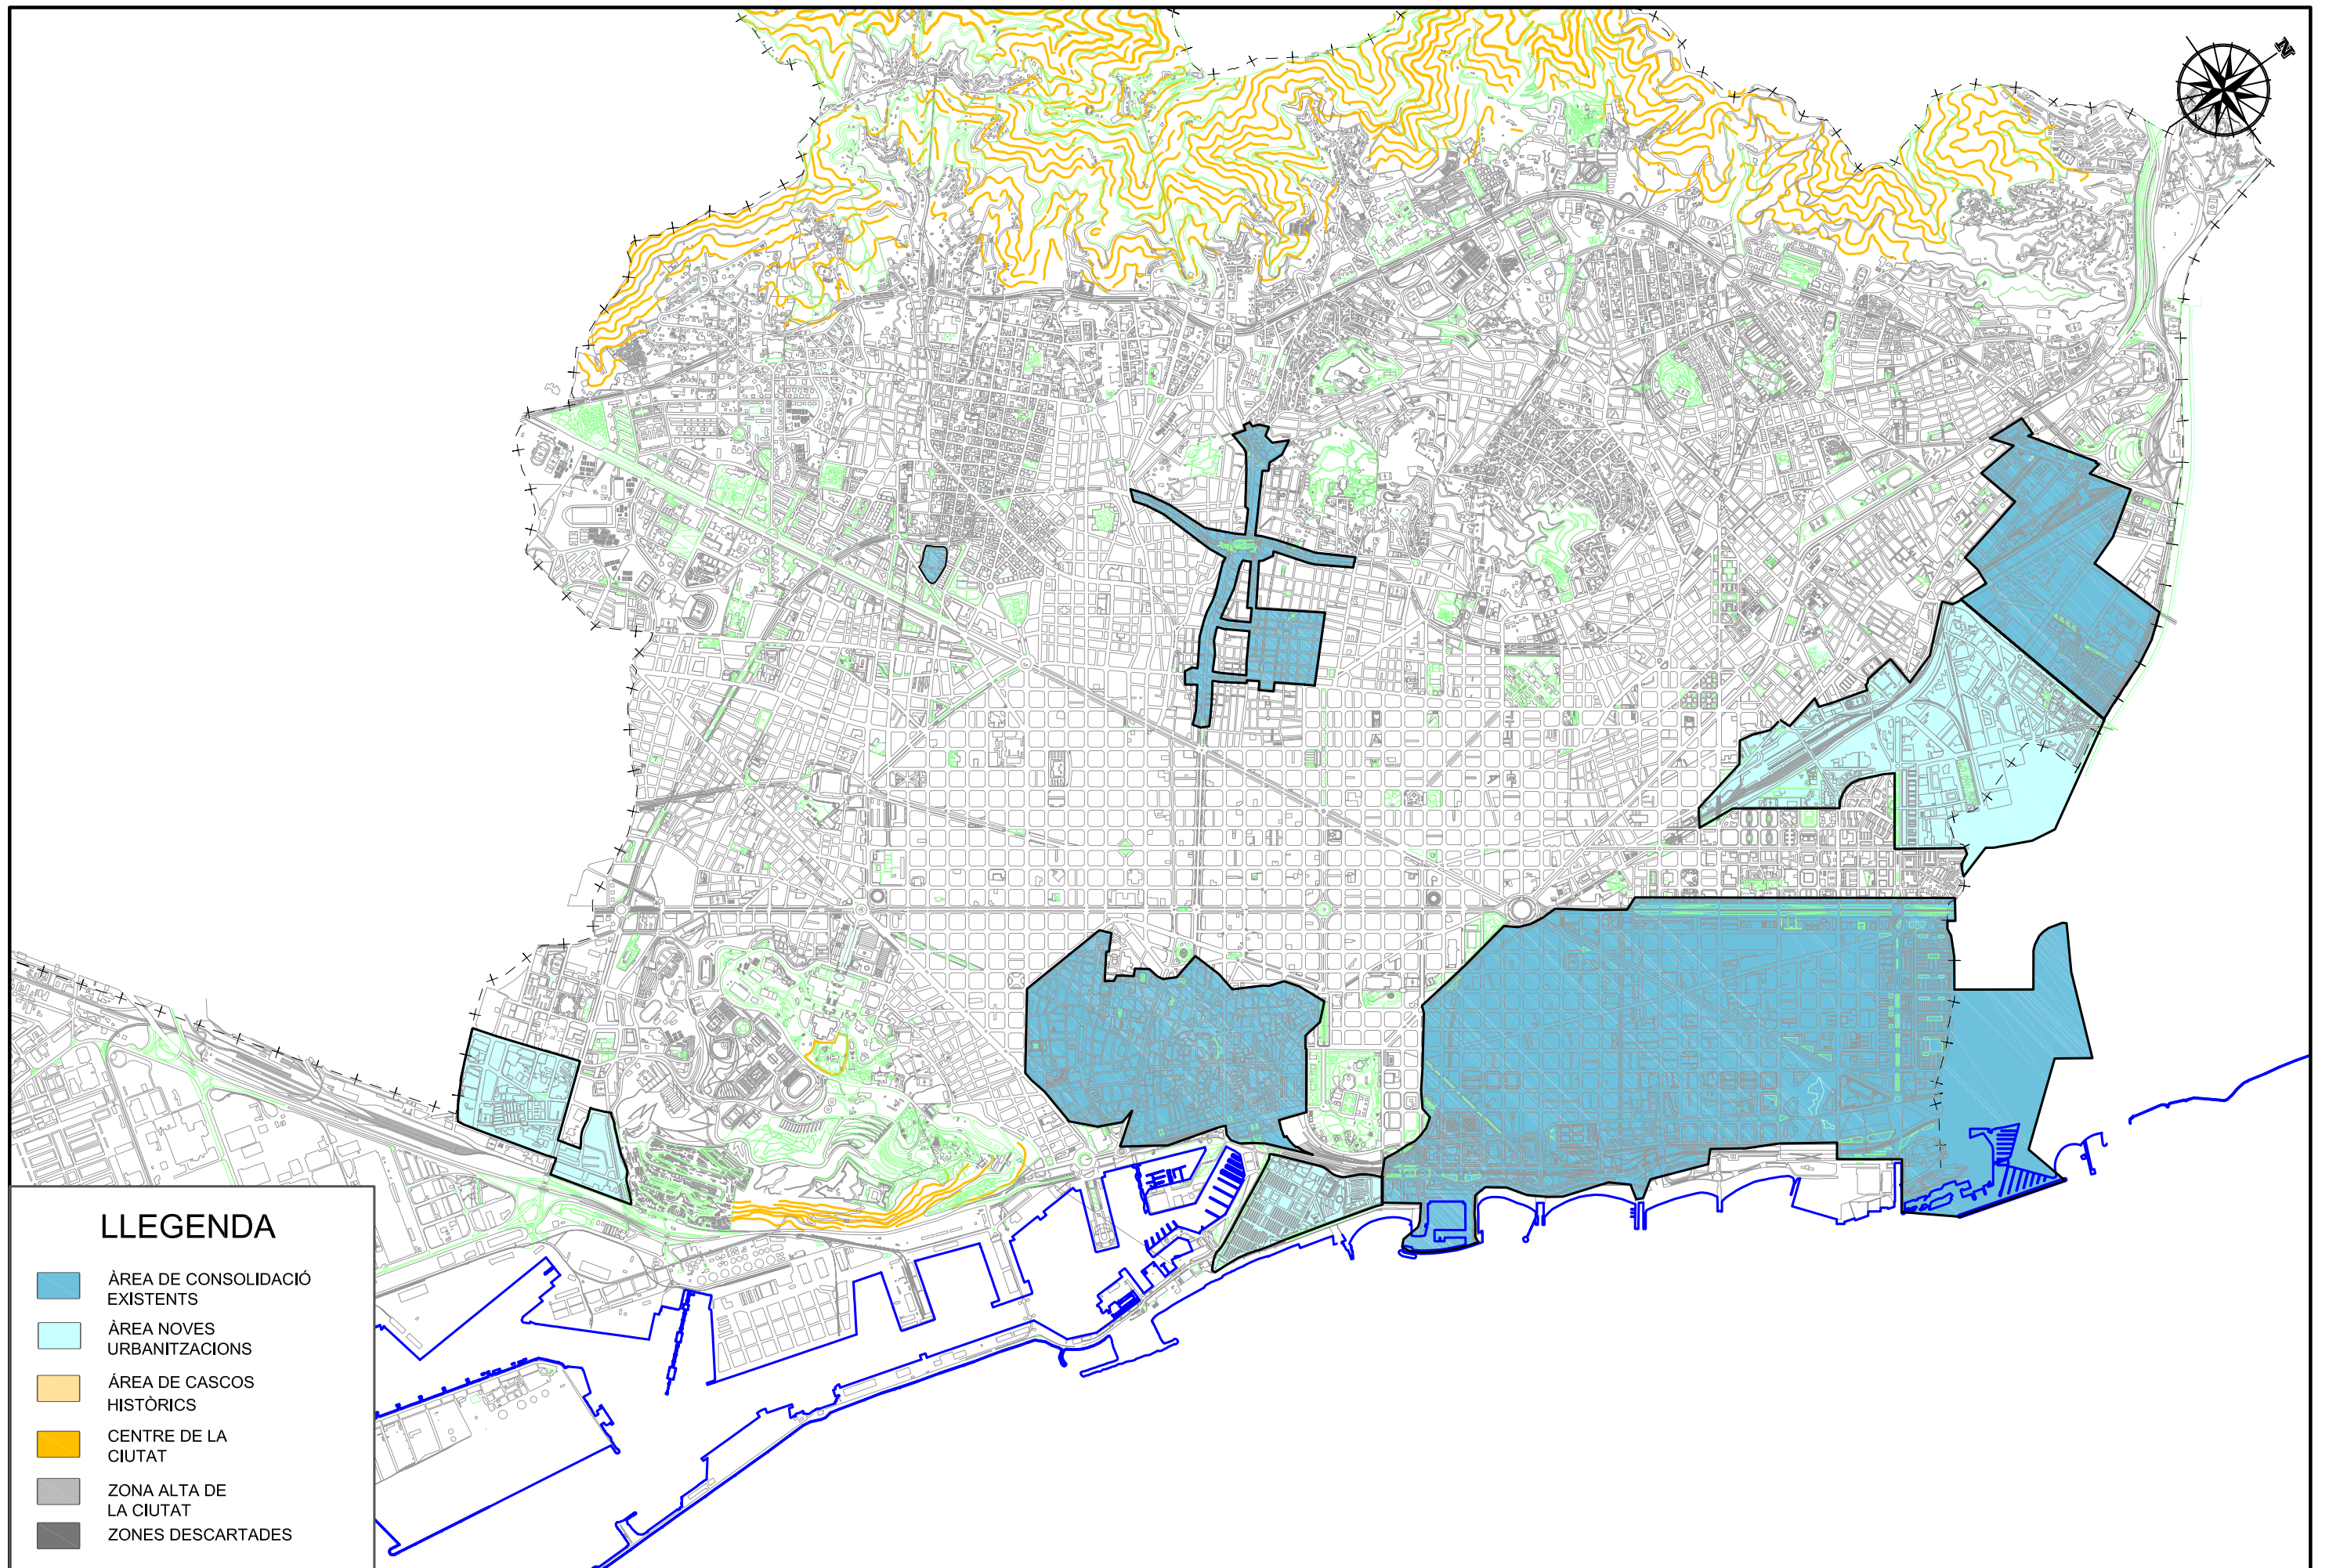 N
LLEGENDA
ÀREA DE CONSOLIDACIÓ
EXISTENTS
ÀREA NOVES
URBANITZACIONS
ÁREA DE CASCOS
HISTÒRICS
CENTRE DE LA
CIUTAT
ZONA ALTA DE
LA CIUTAT
ZONES DESCARTADES